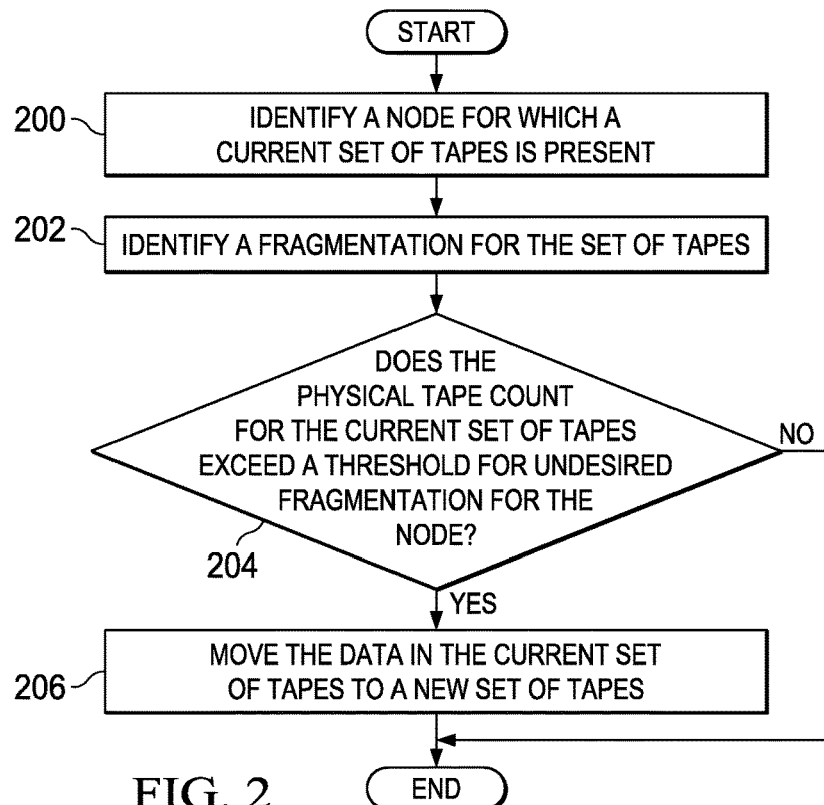 START
200
IDENTIFY A NODE FOR WHICH A
CURRENT SET OF TAPES IS PRESENT
202
IDENTIFY A FRAGMENTATION FOR THE SET OF TAPES
DOES THE
PHYSICAL TAPE COUNT
FOR THE CURRENT SET OF TAPES
EXCEED A THRESHOLD FOR UNDESIRED
FRAGMENTATION FOR THE
NODE?
NO
204
YES
206
MOVE THE DATA IN THE CURRENT SET
OF TAPES TO A NEW SET OF TAPES
FIG. 2
END